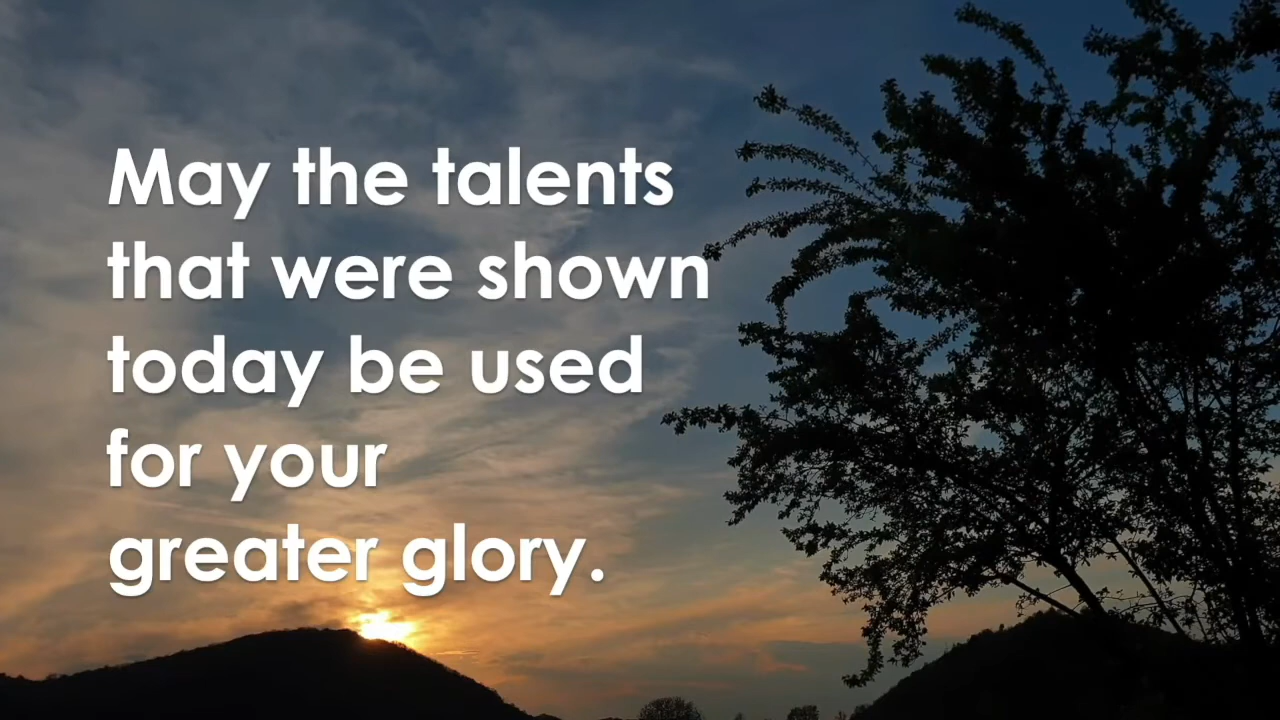 May the talents
that were shown
today be used
for your
greater glory.